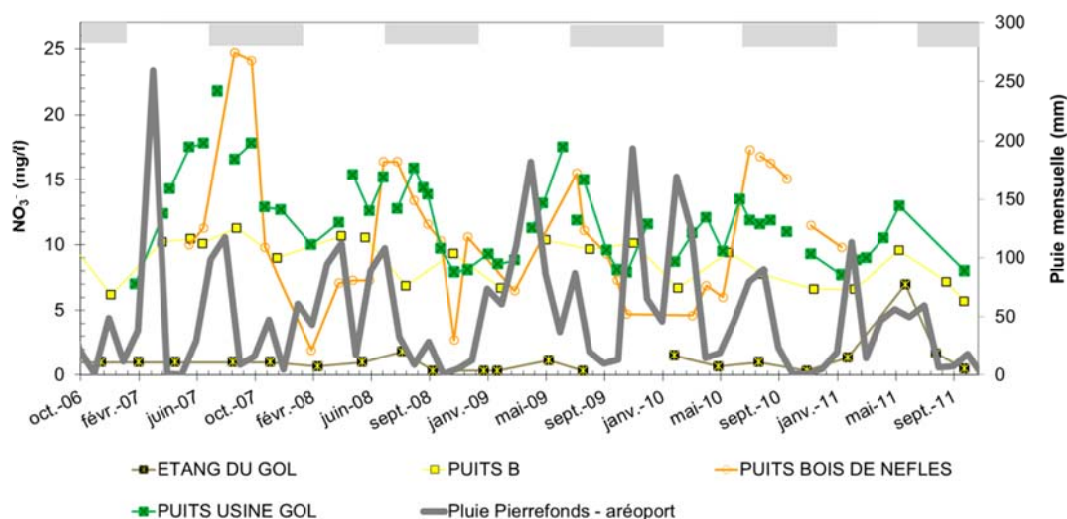 NO3- (mg/l)
25
20
15
10
5
0
300
250
200
150
100
50
0
Pluie mensuelle (mm)
oct.-06
févr.-07
juin-07
oct.-07
févr.-08
juin-08
sept.-08
janv.-09
mai-09
sept.-09
janv.-10
mai-10
sept.-10
janv.-11
mai-11
sept.-11
ETANG DU GOL
PUITS B
PUITS BOIS DE NEFLES
PUITS USINE GOL
Pluie Pierrefonds - aréoport